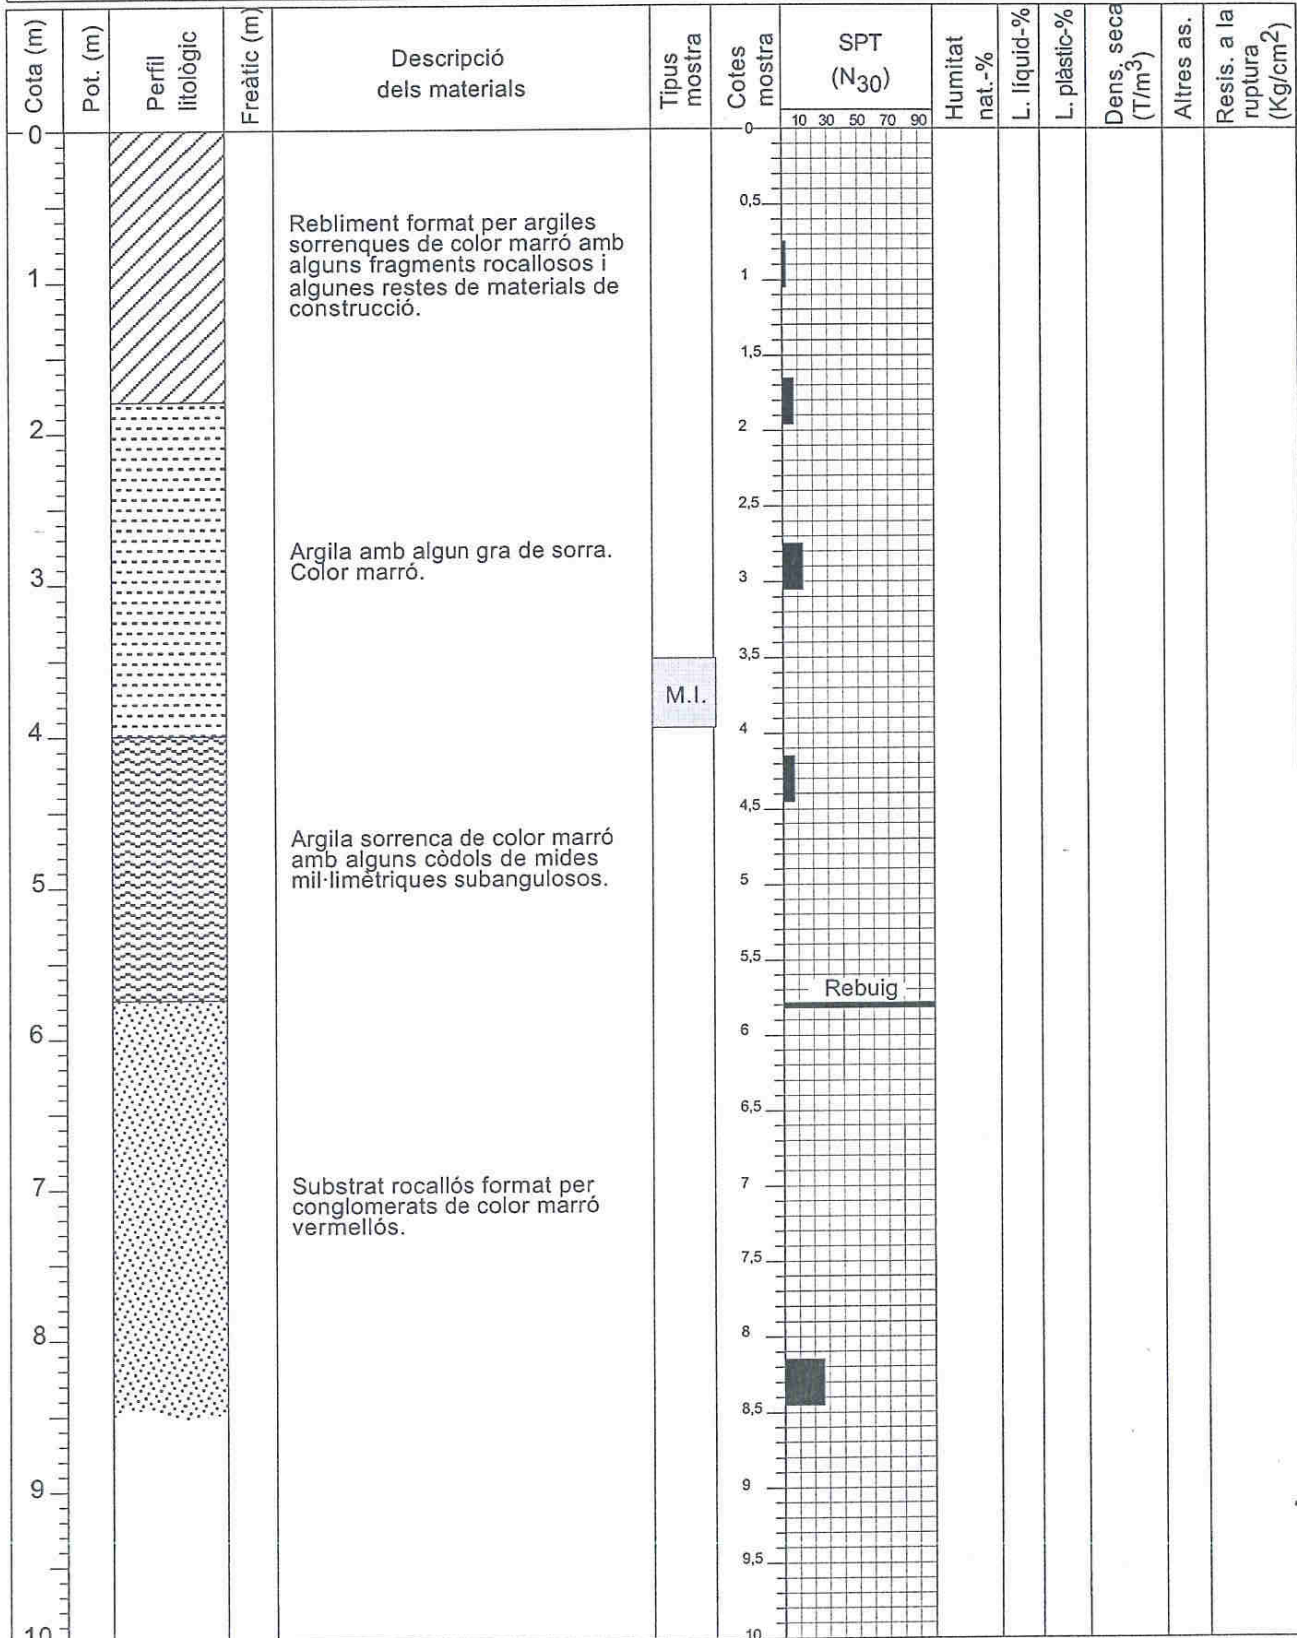 Cota (m)
Pot. (m)
Perfil
litològic
Freàtic (m)
Descripció
dels materials
Tipus
mostra
Cotes
mostra
SPT
(N30)
10 30 50 70 90
Humitat
nat.-%
L. líquid-%
L. plàstic-%
Dens. seca
(T/m3)
Altres as.
Resis. a la
ruptura
(Kg/cm2)
0
1
2
3
4
5
6
7
8
9
10
Rebliment format per argiles
sorrenques de color marró amb
alguns fragments rocallosos i
algunes restes de materials de
construcció.
Argila amb algun gra de sorra.
Color marró.
Argila sorrenca de color marró
amb alguns còdols de mides
mil·limètriques subangulosos.
Substrat rocallós format per
conglomerats de color marró
vermellós.
M.I.
0
0,5
1
1,5
2
2,5
3
3,5
4
4,5
5
5,5
Rebuig
6
6,5
7
7,5
8
8,5
9
9,5
10